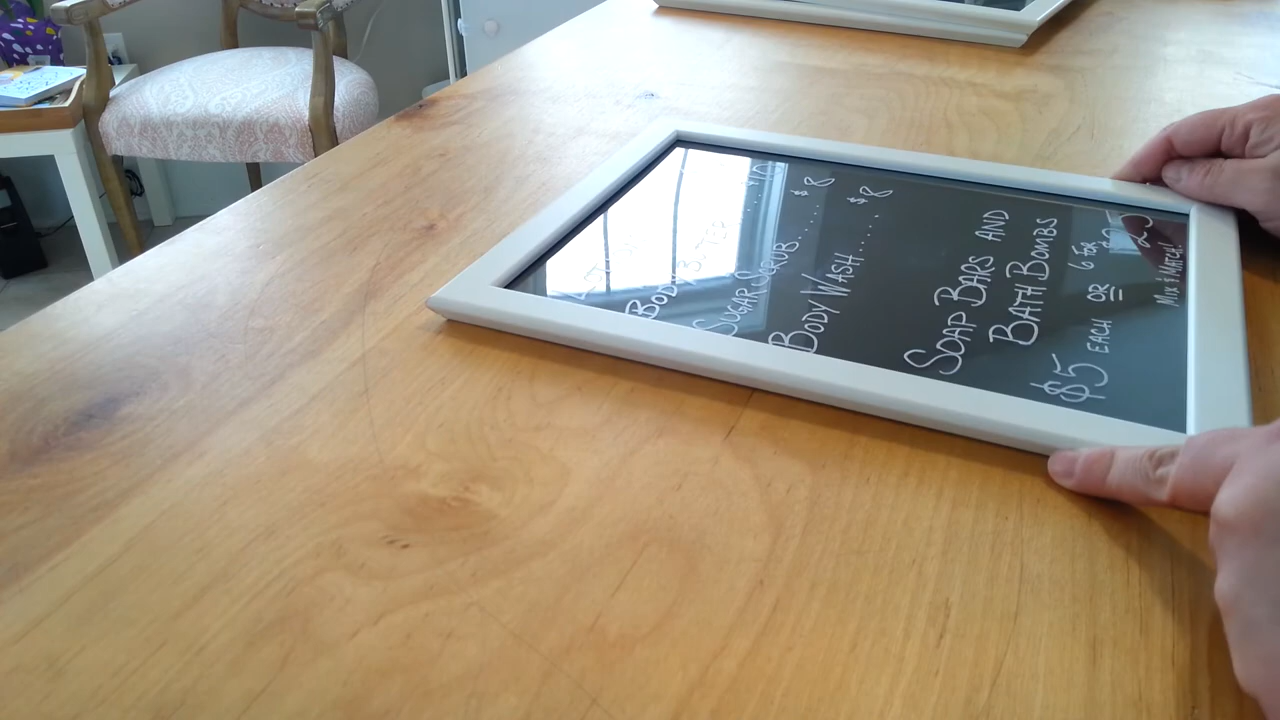 BODY
SUGAR SCRUB..... $8
BODY WASH..... $8
SOAP BARS AND
BATH BOMBS
$5 EACH OR 6 FOR $25
MIX & MATCH!